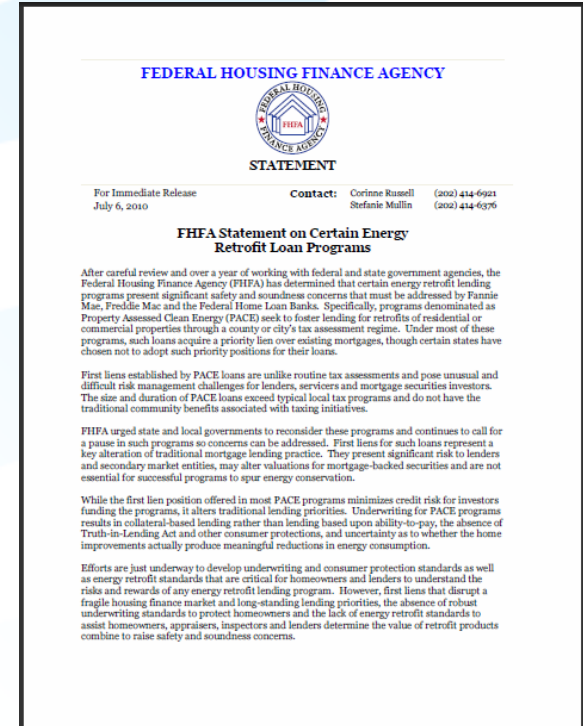 FEDERAL HOUSING FINANCE AGENCY
FEDERAL HOUSING
FHFA
FINANCE AGENCY
STATEMENT
For Immediate Release Contact: Corinne Russell (202) 414-6921
July 6, 2010 Stefanie Mullin (202) 414-6376
FHFA Statement on Certain Energy
Retrofit Loan Programs
After careful review and over a year of working with federal and state government agencies, the
Federal Housing Finance Agency (FHFA) has determined that certain energy retrofit lending
programs present significant safety and soundness concerns that must be addressed by Fannie
Mae, Freddie Mac and the Federal Home Loan Banks. Specifically, programs denominated as
Property Assessed Clean Energy (PACE) seek to foster lending for retrofits of residential or
commercial properties through a county or city's tax assessment regime. Under most of these
programs, such loans acquire a priority lien over existing mortgages, though certain states have
chosen not to adopt such priority positions for their loans.
First liens established by PACE loans are unlike routine tax assessments and pose unusual and
difficult risk management challenges for lenders, servicers and mortgage securities investors.
The size and duration of PACE loans exceed typical local tax programs and do not have the
traditional community benefits associated with taxing initiatives.
FHFA urged state and local governments to reconsider these programs and continues to call for
a pause in such programs so concerns can be addressed. First liens for such loans represent a
key alteration of traditional mortgage lending practice. They present significant risk to lenders
and secondary market entities, may alter valuations for mortgage-backed securities and are not
essential for successful programs to spur energy conservation.
While the first lien position offered in most PACE programs minimizes credit risk for investors
funding the programs, it alters traditional lending priorities. Underwriting for PACE programs
results in collateral-based lending rather than lending based upon ability-to-pay, the absence of
Truth-in-Lending Act and other consumer protections, and uncertainty as to whether the home
improvements actually produce meaningful reductions in energy consumption.
Efforts are just underway to develop underwriting and consumer protection standards as well
as energy retrofit standards that are critical for homeowners and lenders to understand the
risks and rewards of any energy retrofit lending program. However, first liens that disrupt a
fragile housing finance market and long-standing lending priorities, the absence of robust
underwriting standards to protect homeowners and the lack of energy retrofit standards to
assist homeowners, appraisers, inspectors and lenders determine the value of retrofit products
combine to raise safety and soundness concerns.